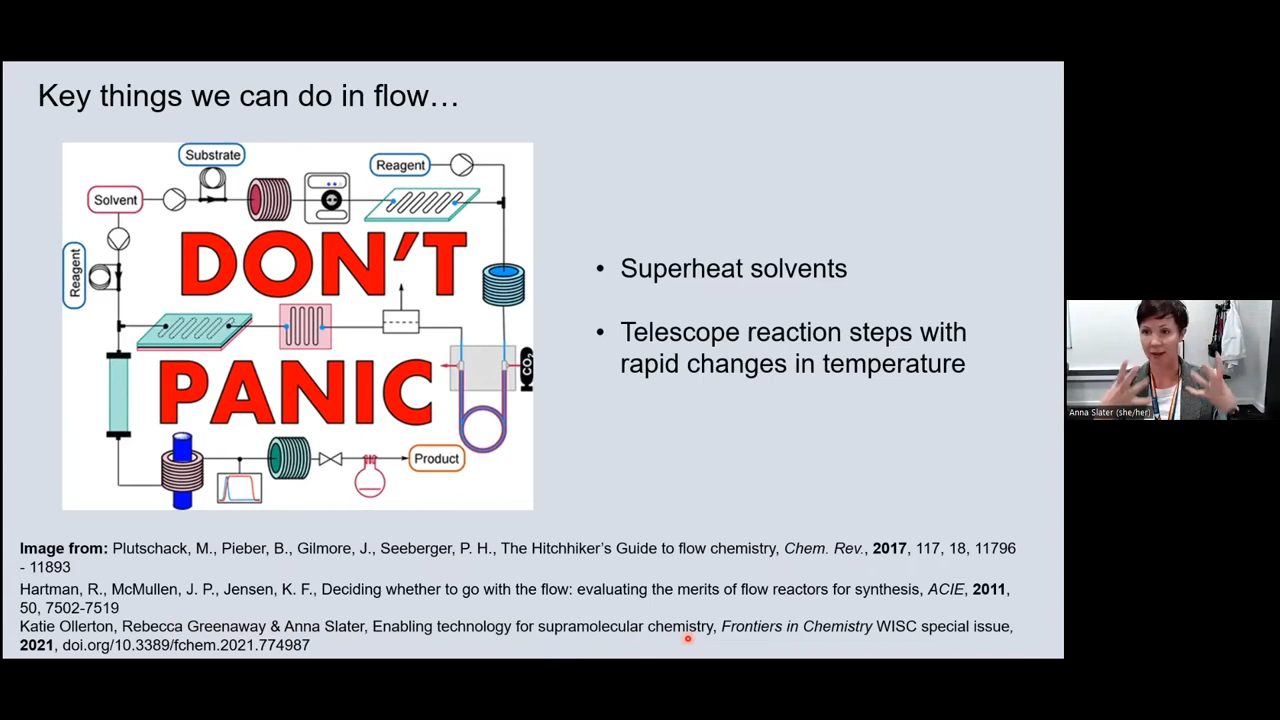 Key things we can do in flow…
Substrate
Reagent
Solvent
Reagent
DON'T
PANIC
CO2
Product
• Superheat solvents
• Telescope reaction steps with
rapid changes in temperature
Anna Slater (she/her)
Image from: Plutschack, M., Pieber, B., Gilmore, J., Seeberger, P. H., The Hitchhiker’s Guide to flow chemistry, Chem. Rev., 2017, 117, 18, 11796
- 11893
Hartman, R., McMullen, J. P., Jensen, K. F., Deciding whether to go with the flow: evaluating the merits of flow reactors for synthesis, ACIE, 2011,
50, 7502-7519
Katie Ollerton, Rebecca Greenaway & Anna Slater, Enabling technology for supramolecular chemistry, Frontiers in Chemistry WISC special issue,
2021, doi.org/10.3389/fchem.2021.774987